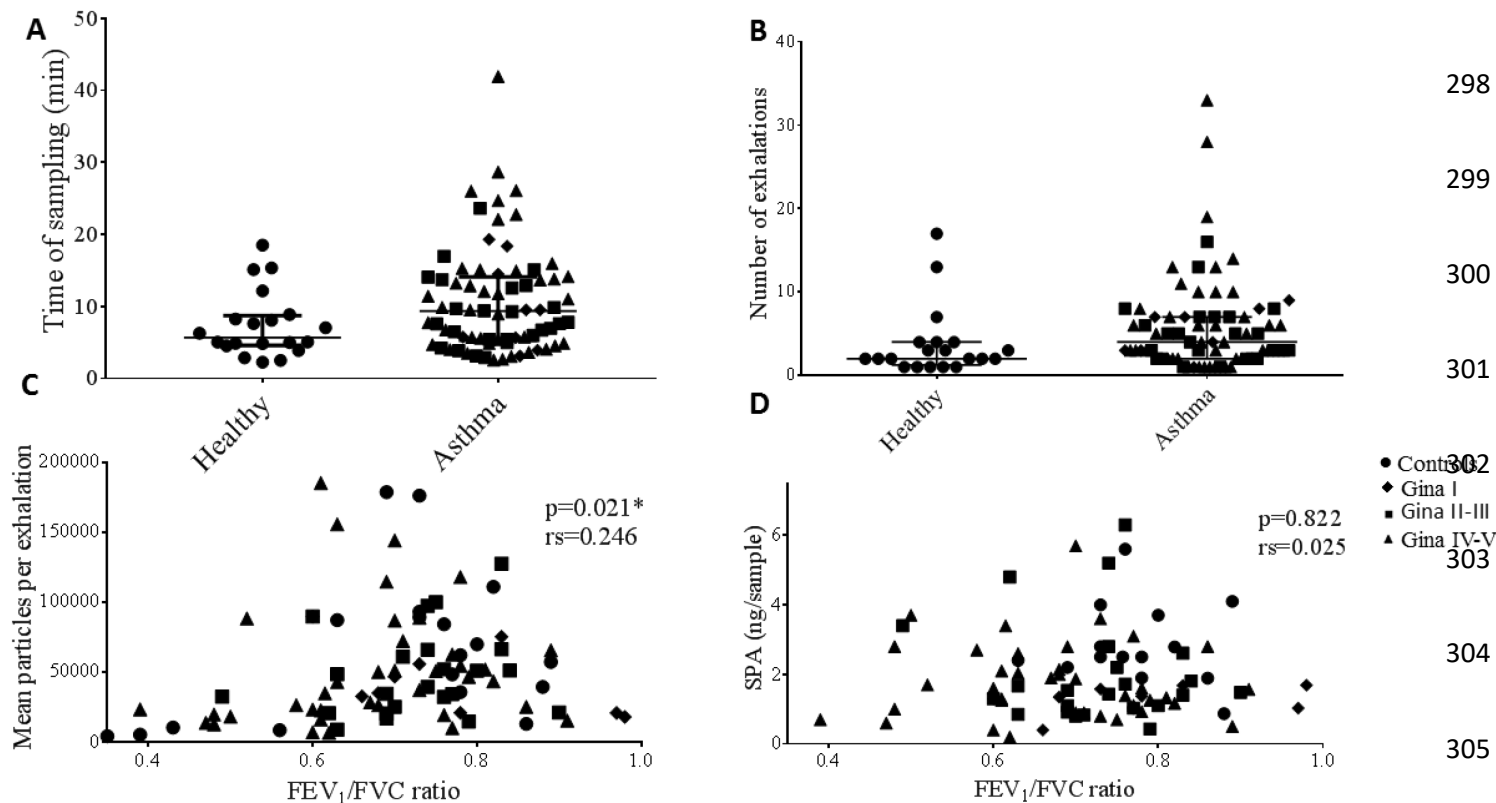 A
Time of sampling (min)
50
40
30
20
10
0
Healthy
Asthma
B
Number of exhalations
40
30
20
10
0
Healthy
Asthma
298
299
300
301
302
303
304
305
C
Mean particles per exhalation
200000
150000
100000
50000
0
p=0.021*
rs=0.246
0.4
0.6
0.8
1.0
FEV₁/FVC ratio
D
SPA (ng/sample)
6
4
2
0
p=0.822
rs=0.025
0.4
0.6
0.8
1.0
FEV₁/FVC ratio
Controls
Gina I
Gina II-III
Gina IV-V